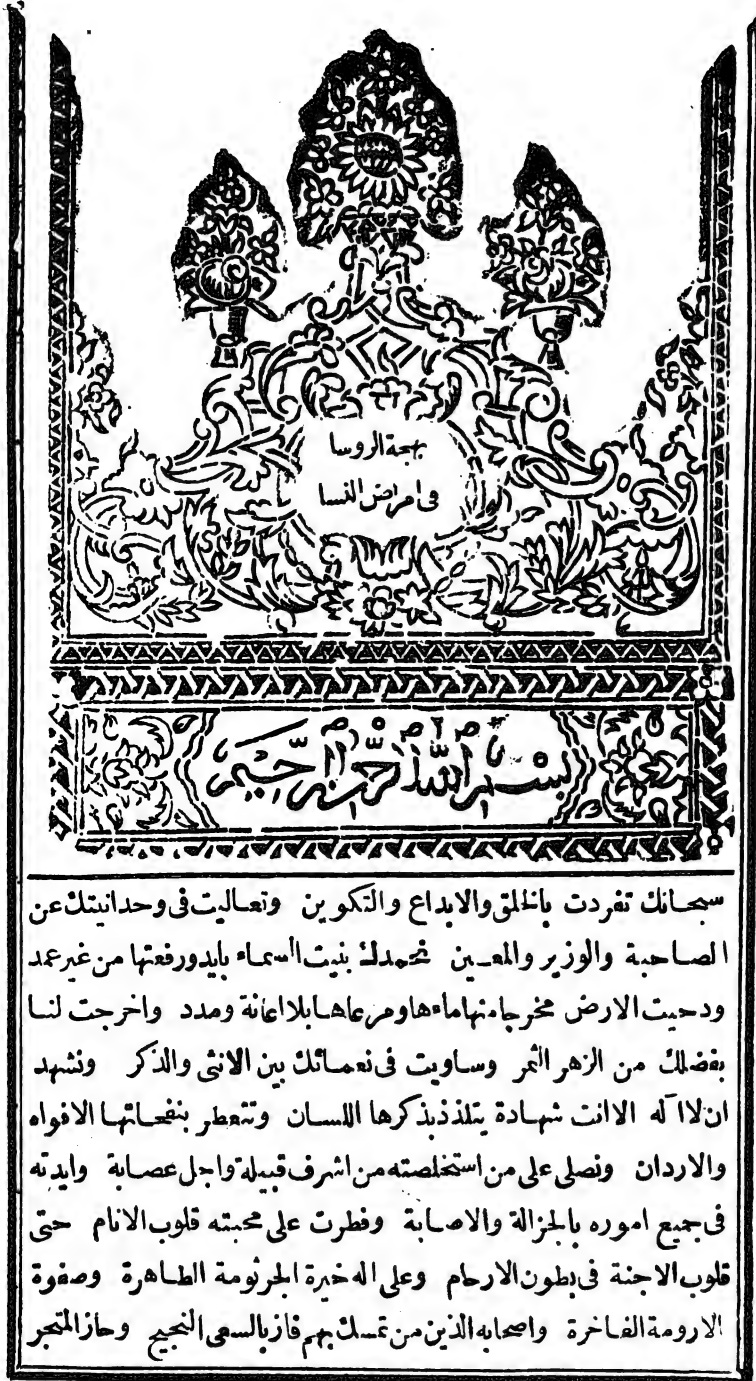 بهجة الروسا
فى امراض النسا
بسم الله الرحمن الرحيم
سبحانك تفردت بالخلق والابداع والتكوين وتعاليت فى وحدانيتك عن
الصاحبة والوزير والمعين نحمدك بنيت السماء بايد ورفعتها من غير عمد
ودحيت الارض مخرجا منها ماءها ومرعاها بلا اعانة ومدد واخرجت لنا
بفضلك من الزهر الثمر وساويت فى نعمائك بين الانثى والذكر ونشهد
ان لا اله الا انت شهادة يتلذذ بذكرها اللسان وتتعطر بنفحاتها الافواه
والاردان ونصلى على من استخلصته من اشرف قبيلة واجل عصابة وايدته
فى جميع اموره بالجزالة والاصابة وفطرت على محبته قلوب الانام حتى
قلوب الاجنة فى بطون الارحام وعلى اله خيرة الجرثومة الطاهرة وصفوة
الارومة الفاخرة واصحابه الذين من تمسك بهم فاز بالسعى النجيح وحاز المتجر